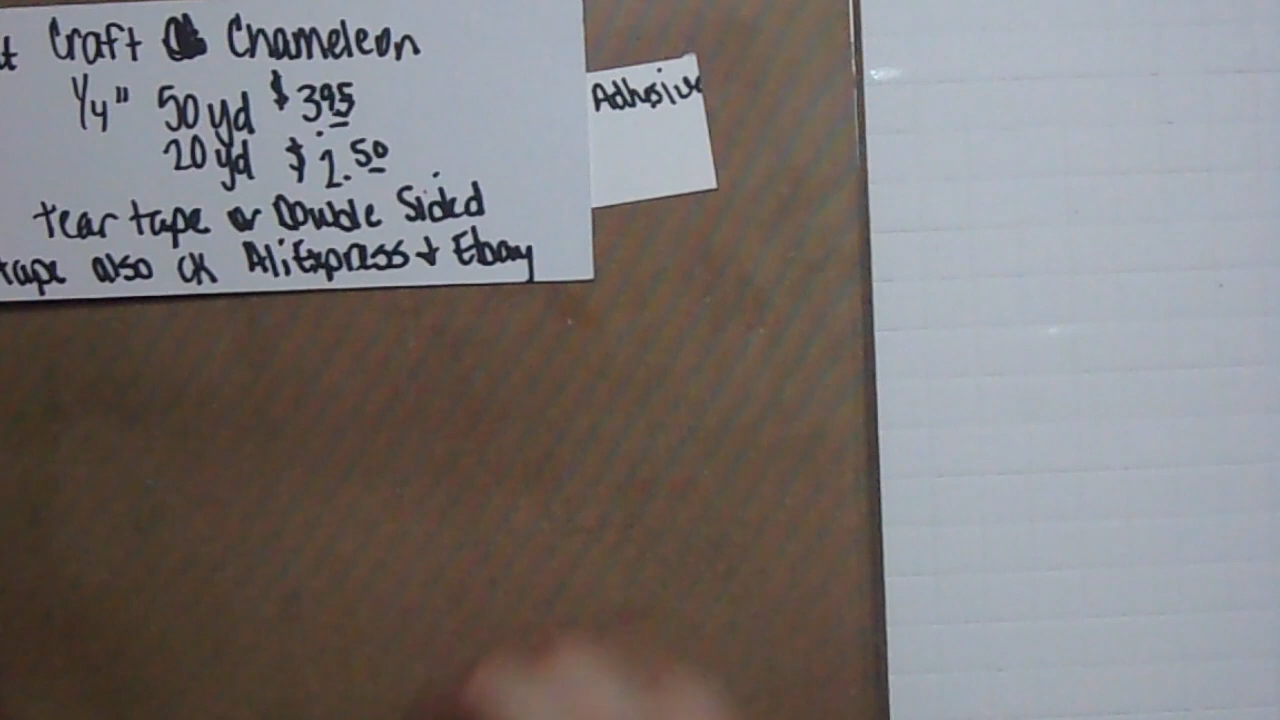 Craft Chameleon
1/4" 50 yd $3.95
20 yd $2.50
tear tape or Double Sided
tape also ok AliExpress + Ebay
Adhesive